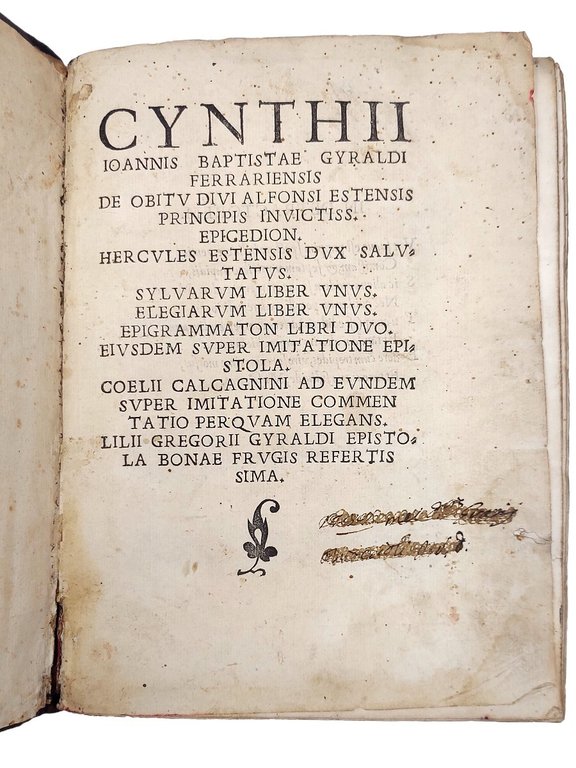 CYNTHII
IOANNIS BAPTISTAE GYRALDI
FERRARIENSIS
DE OBITV DIVI ALFONSI ESTENSIS
PRINCIPIS INVICTISS.
EPICEDION.
HERCVLES ESTENSIS DVX SALV-
TATVS.
SYLVARVM LIBER VNVS.
ELEGIARVM LIBER VNVS.
EPIGRAMMATON LIBRI DVO.
EIVSDEM SVPER IMITATIONE EPI-
STOLA.
COELII CALCAGNINI AD EVNDEM
SVPER IMITATIONE COMMEN
TATIO PERQVAM ELEGANS.
LILII GREGORII GYRALDI EPISTO-
LA BONAE FRVGIS REFERTIS
SIMA.